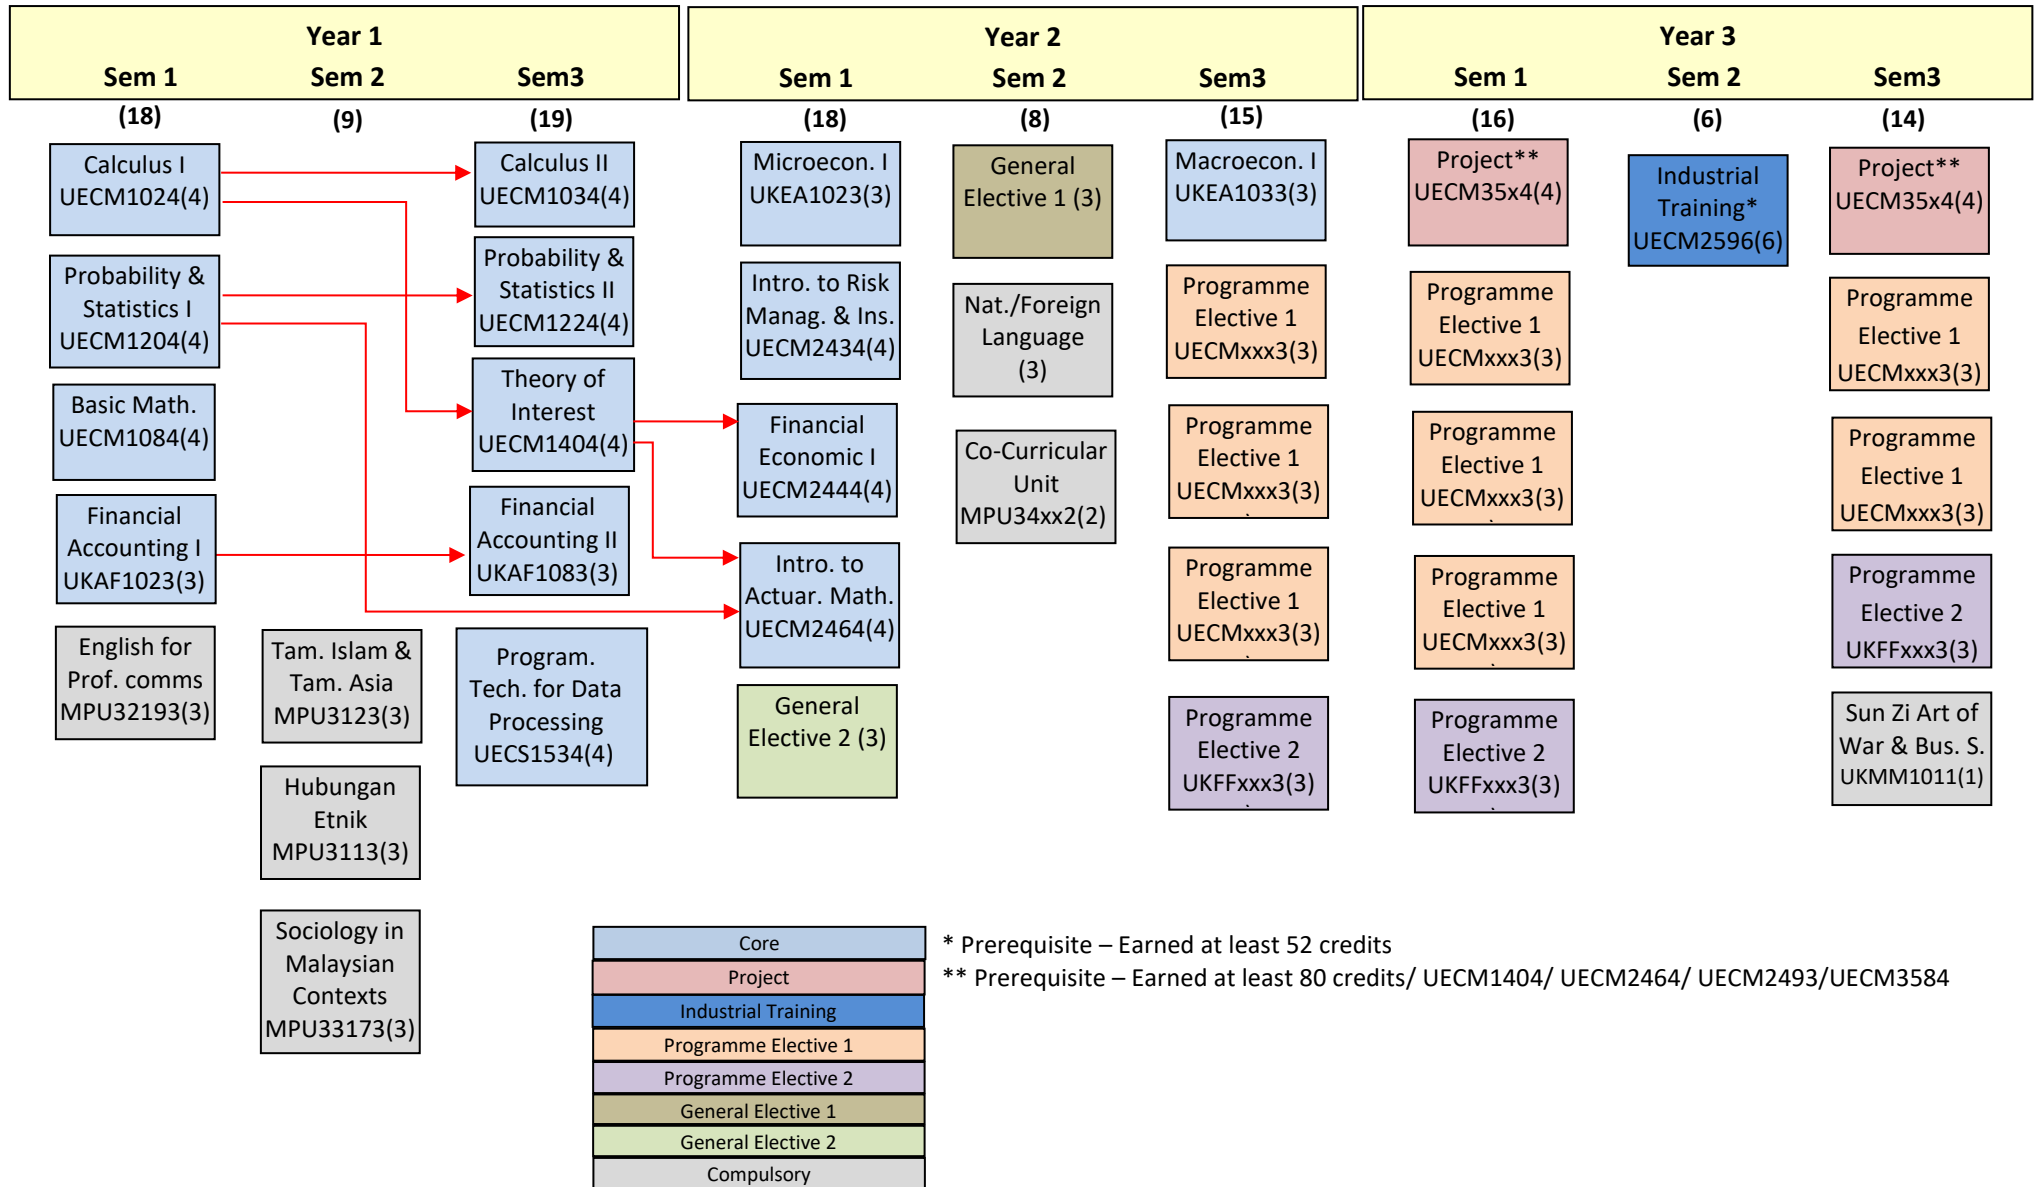 Year 1
Sem 1 Sem 2 Sem3
Year 2
Sem 1 Sem 2 Sem3
Year 3
Sem 1 Sem 2 Sem3
(18)
Calculus I
UECM1024(4)
Probability &
Statistics I
UECM1204(4)
Basic Math.
UECM1084(4)
Financial
Accounting I
UKAF1023(3)
English for
Prof. comms
MPU32193(3)
(9)
Tam. Islam &
Tam. Asia
MPU3123(3)
Hubungan
Etnik
MPU3113(3)
Sociology in
Malaysian
Contexts
MPU33173(3)
(19)
Calculus II
UECM1034(4)
Probability &
Statistics II
UECM1224(4)
Theory of
Interest
UECM1404(4)
Financial
Accounting II
UKAF1083(3)
Program.
Tech. for Data
Processing
UECS1534(4)
(18)
Microecon. I
UKEA1023(3)
Intro. to Risk
Manag. & Ins.
UECM2434(4)
Financial
Economic I
UECM2444(4)
Intro. to
Actuar. Math.
UECM2464(4)
General
Elective 2 (3)
(8)
General
Elective 1 (3)
Nat./Foreign
Language
(3)
Co-Curricular
Unit
MPU34xx2(2)
(15)
Macroecon. I
UKEA1033(3)
Programme
Elective 1
UECMxxx3(3)
Programme
Elective 1
UECMxxx3(3)
Programme
Elective 1
UECMxxx3(3)
Programme
Elective 2
UKFFxxx3(3)
(16)
Project**
UECM35x4(4)
Programme
Elective 1
UECMxxx3(3)
Programme
Elective 1
UECMxxx3(3)
Programme
Elective 1
UECMxxx3(3)
Programme
Elective 2
UKFFxxx3(3)
(6)
Industrial
Training*
UECM2596(6)
(14)
Project**
UECM35x4(4)
Programme
Elective 1
UECMxxx3(3)
Programme
Elective 1
UECMxxx3(3)
Programme
Elective 2
UKFFxxx3(3)
Sun Zi Art of
War & Bus. S.
UKMM1011(1)
Core
Project
Industrial Training
Programme Elective 1
Programme Elective 2
General Elective 1
General Elective 2
Compulsory
* Prerequisite – Earned at least 52 credits
** Prerequisite – Earned at least 80 credits/ UECM1404/ UECM2464/ UECM2493/UECM3584